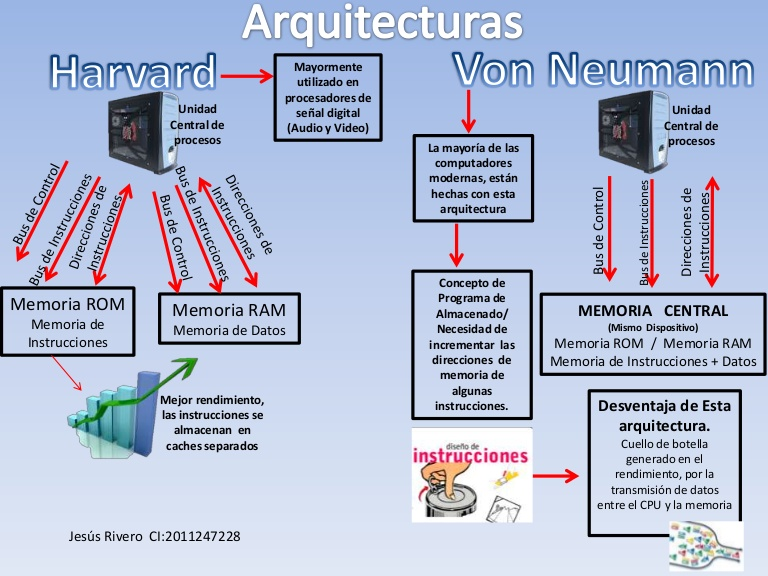 Arquitecturas
Harvard
Mayormente
utilizado en
procesadores de
señal digital
(Audio y Video)
Unidad
Central de
procesos
Bus de Control
Bus de Instrucciones
Direcciones de
Instrucciones
Bus de Control
Bus de Instrucciones
Direcciones de
Instrucciones
Memoria ROM
Memoria de
Instrucciones
Memoria RAM
Memoria de Datos
Mejor rendimiento,
las instrucciones se
almacenan en
caches separados
Jesús Rivero CI:2011247228
Von Neumann
La mayoría de las
computadores
modernas, están
hechas con esta
arquitectura
Unidad
Central de
procesos
Bus de Control
Bus de Instrucciones
Direcciones de
Instrucciones
Concepto de
Programa de
Almacenado/
Necesidad de
incrementar las
direcciones de
memoria de
algunas
instrucciones.
MEMORIA CENTRAL
(Mismo Dispositivo)
Memoria ROM / Memoria RAM
Memoria de Instrucciones + Datos
diseño de
instrucciones
Desventaja de Esta
arquitectura.
Cuello de botella
generado en el
rendimiento, por la
transmisión de datos
entre el CPU y la memoria